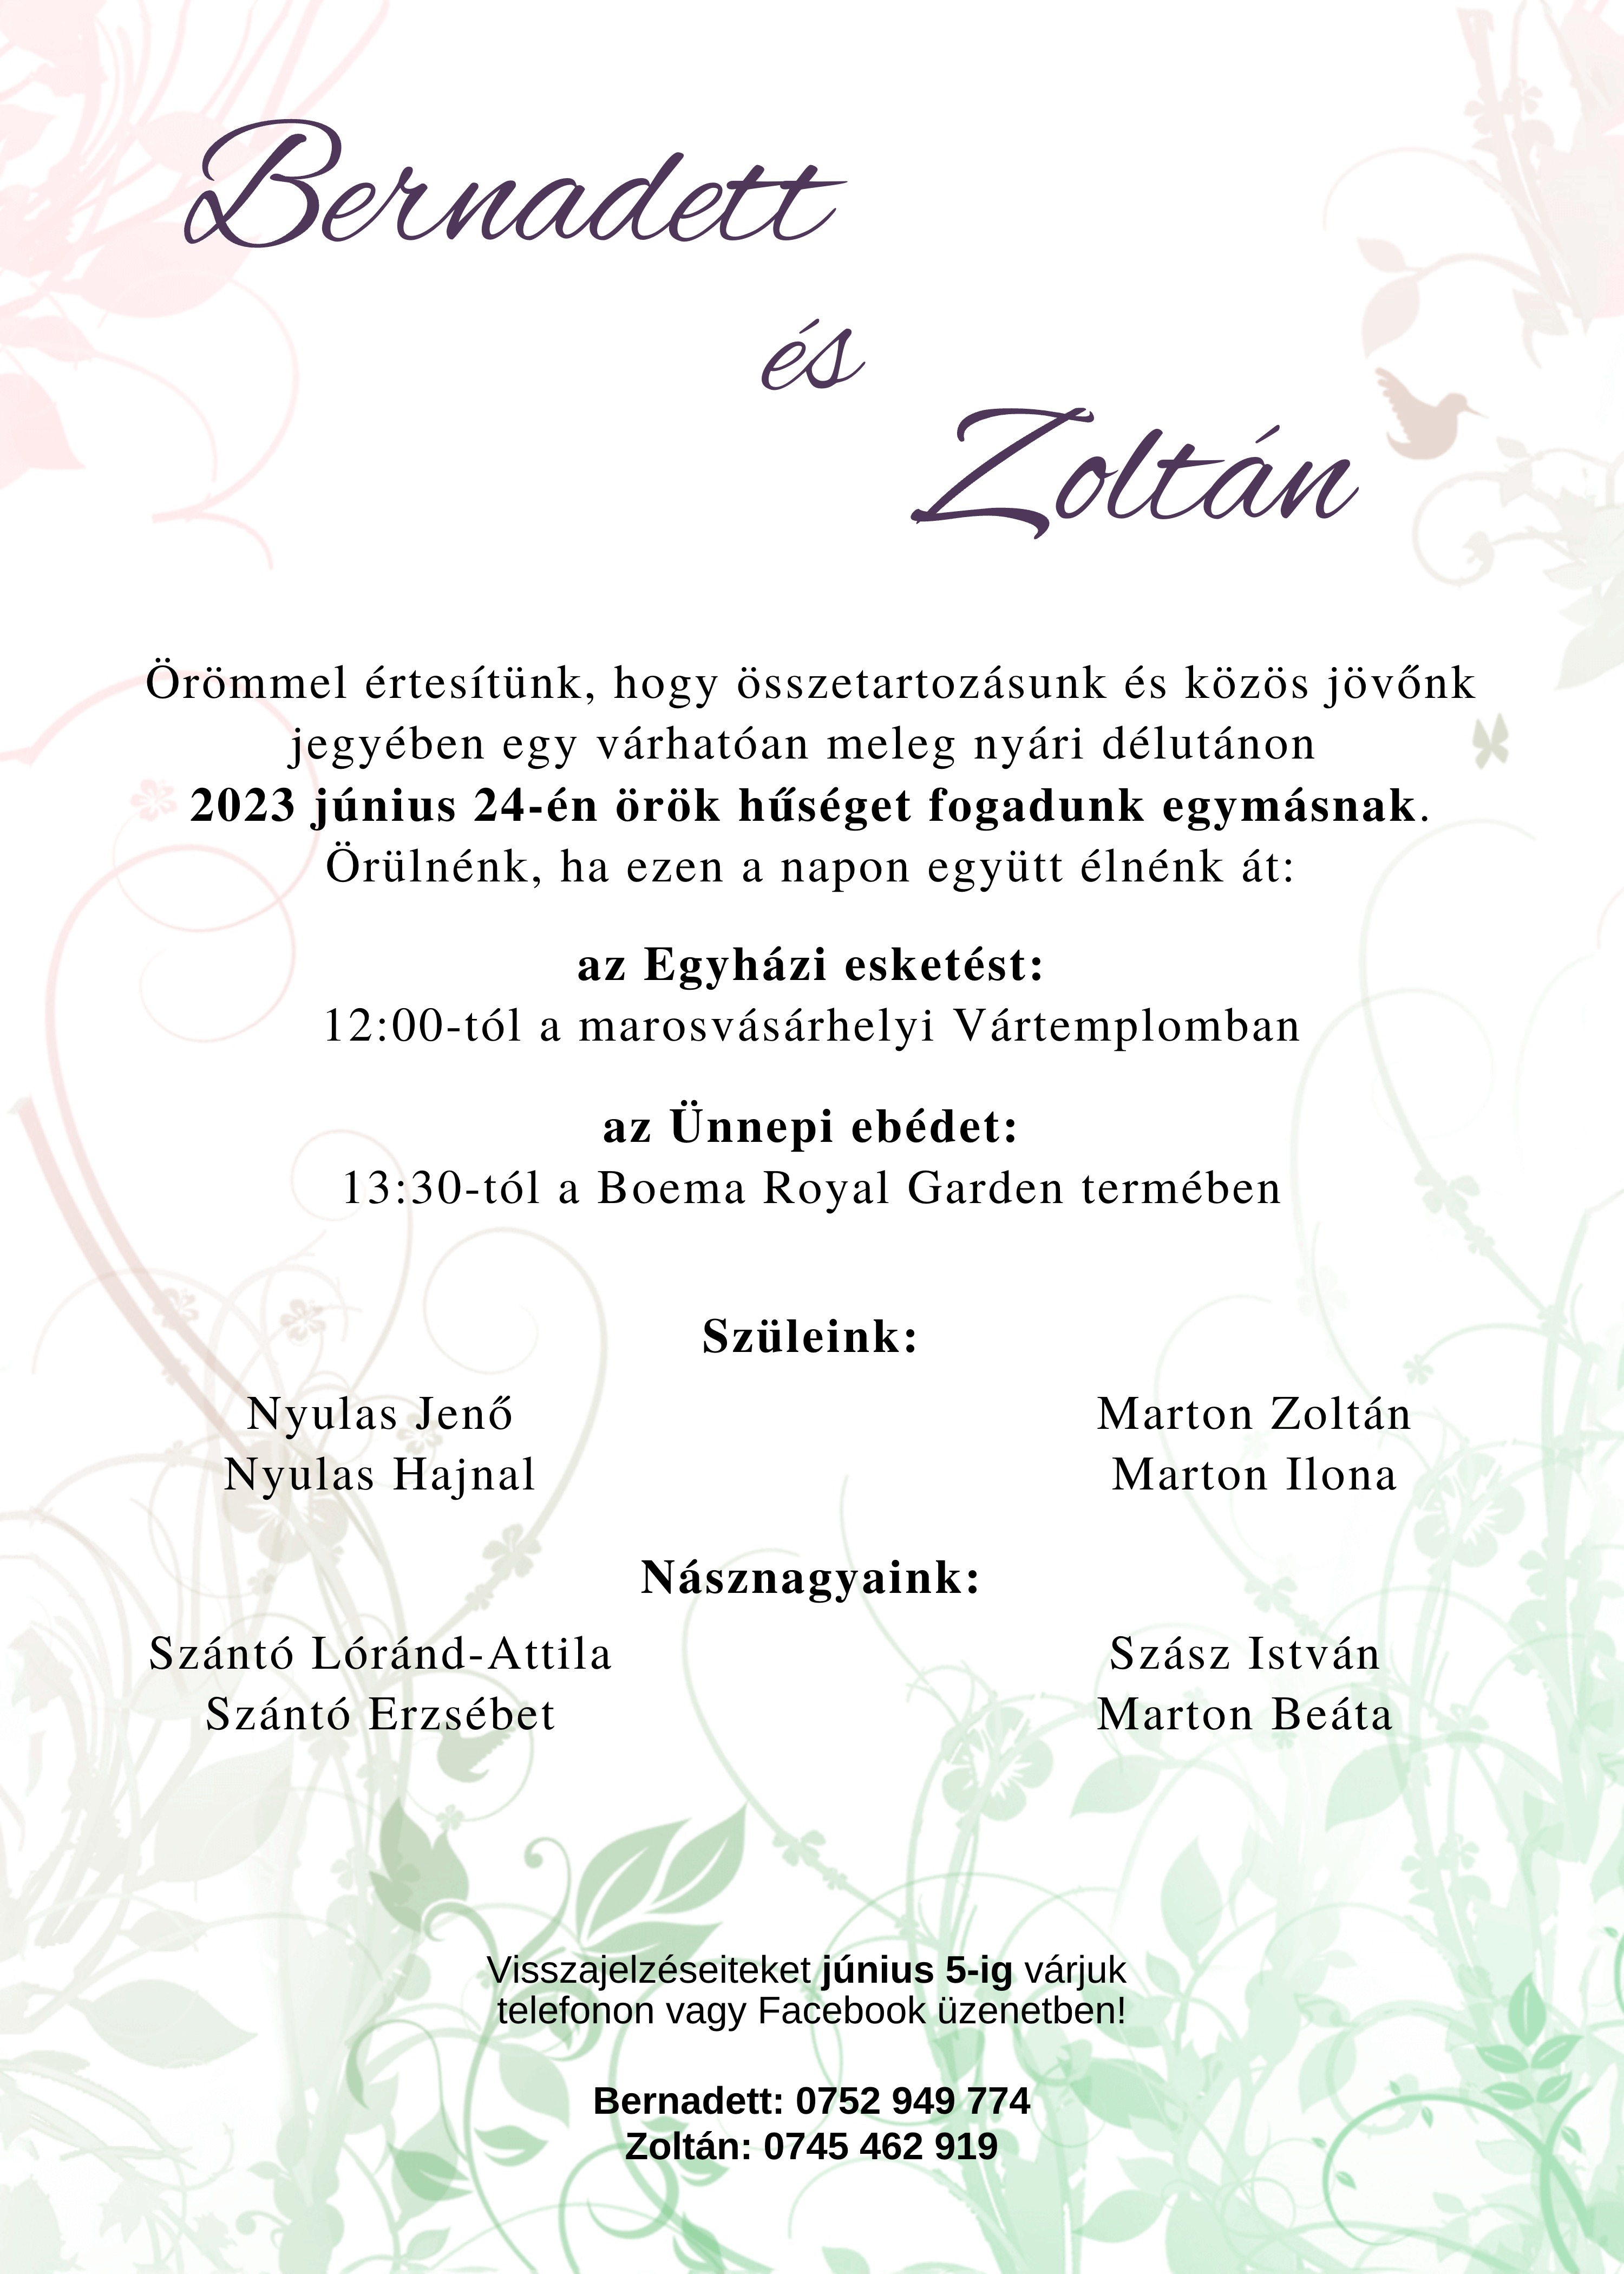 Bernadett
és
Zoltán
Örömmel értesítünk, hogy összetartozásunk és közös jövőnk
jegyében egy várhatóan meleg nyári délutánon
2023 június 24-én örök hűséget fogadunk egymásnak.
Örülnénk, ha ezen a napon együtt élnénk át:
az Egyházi esketést:
12:00-tól a marosvásárhelyi Vártemplomban
az Ünnepi ebédet:
13:30-tól a Boema Royal Garden termében
Szüleink:
Nyulas Jenő
Nyulas Hajnal
Marton Zoltán
Marton Ilona
Násznagyaink:
Szántó Lóránd-Attila
Szántó Erzsébet
Szász István
Marton Beáta
Visszajelzéseiteket június 5-ig várjuk
telefonon vagy Facebook üzenetben!
Bernadett: 0752 949 774
Zoltán: 0745 462 919